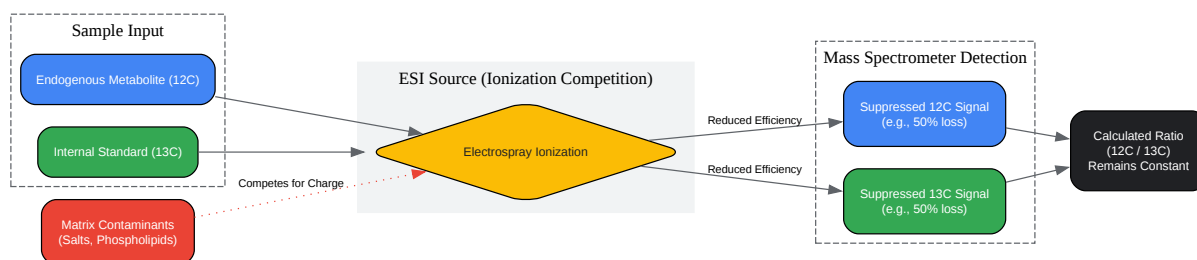 Sample Input
Endogenous Metabolite (12C)
Internal Standard (13C)
Matrix Contaminants
(Salts, Phospholipids)
Competes for Charge
ESI Source (Ionization Competition)
Electrospray Ionization
Reduced Efficiency
Reduced Efficiency
Mass Spectrometer Detection
Suppressed 12C Signal
(e.g., 50% loss)
Suppressed 13C Signal
(e.g., 50% loss)
Calculated Ratio
(12C / 13C)
Remains Constant